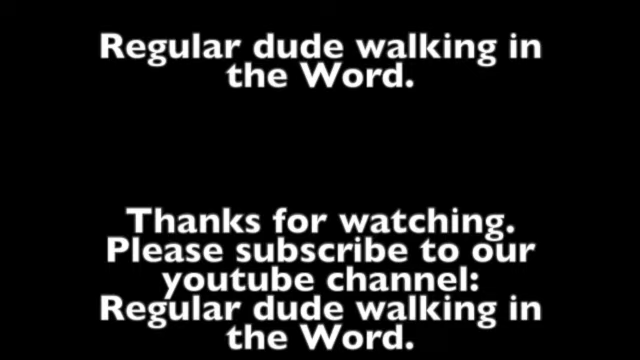 Regular dude walking in
the Word.
Thanks for watching.
Please subscribe to our
youtube channel:
Regular dude walking in
the Word.